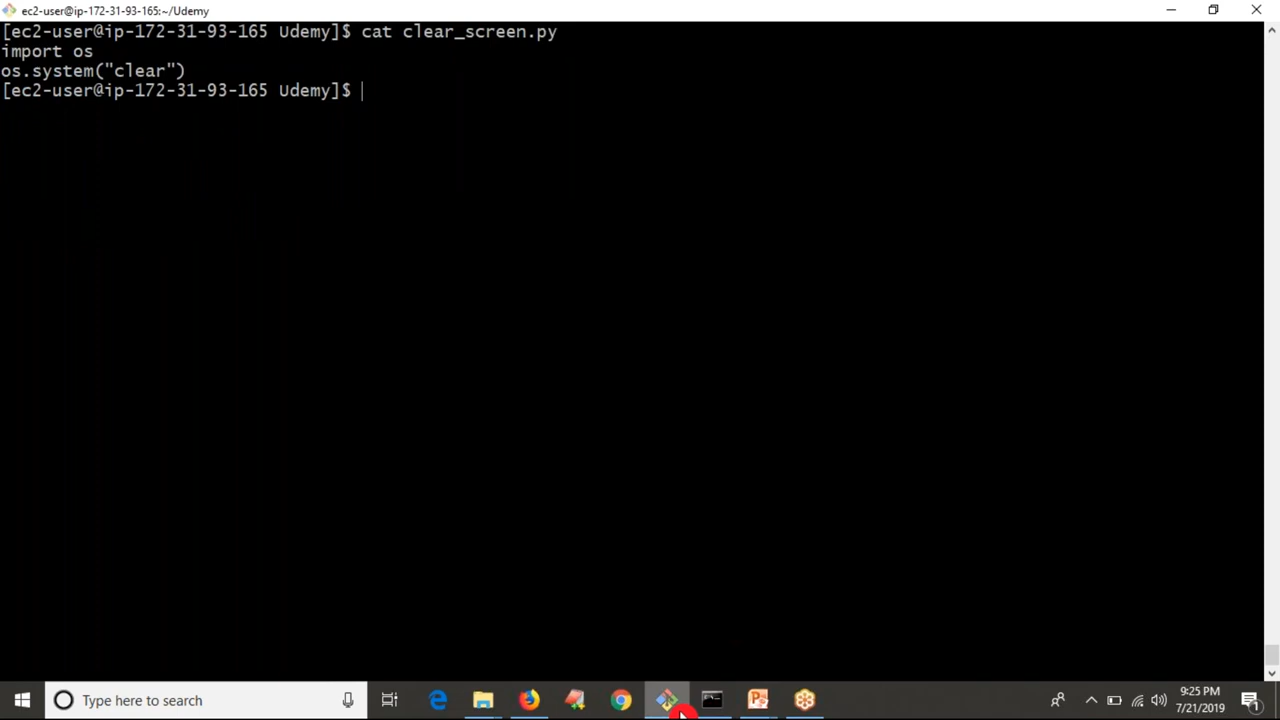 ec2-user@ip-172-31-93-165:~/Udemy
[ec2-user@ip-172-31-93-165 Udemy]$ cat clear_screen.py
import os
os.system("clear")
[ec2-user@ip-172-31-93-165 Udemy]$
Type here to search
9:25 PM
7/21/2019
1